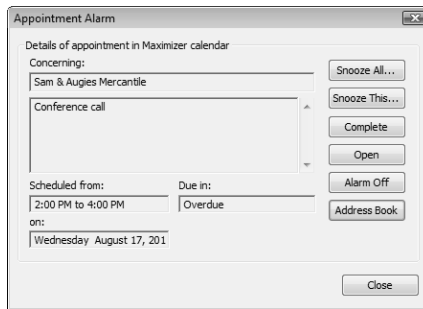 Appointment Alarm
Details of appointment in Maximizer calendar
Concerning:
Sam & Augies Mercantile
Conference call
Scheduled from:
Due in:
2:00 PM to 4:00 PM
Overdue
on:
Wednesday August 17, 201
Snooze All...
Snooze This...
Complete
Open
Alarm Off
Address Book
Close